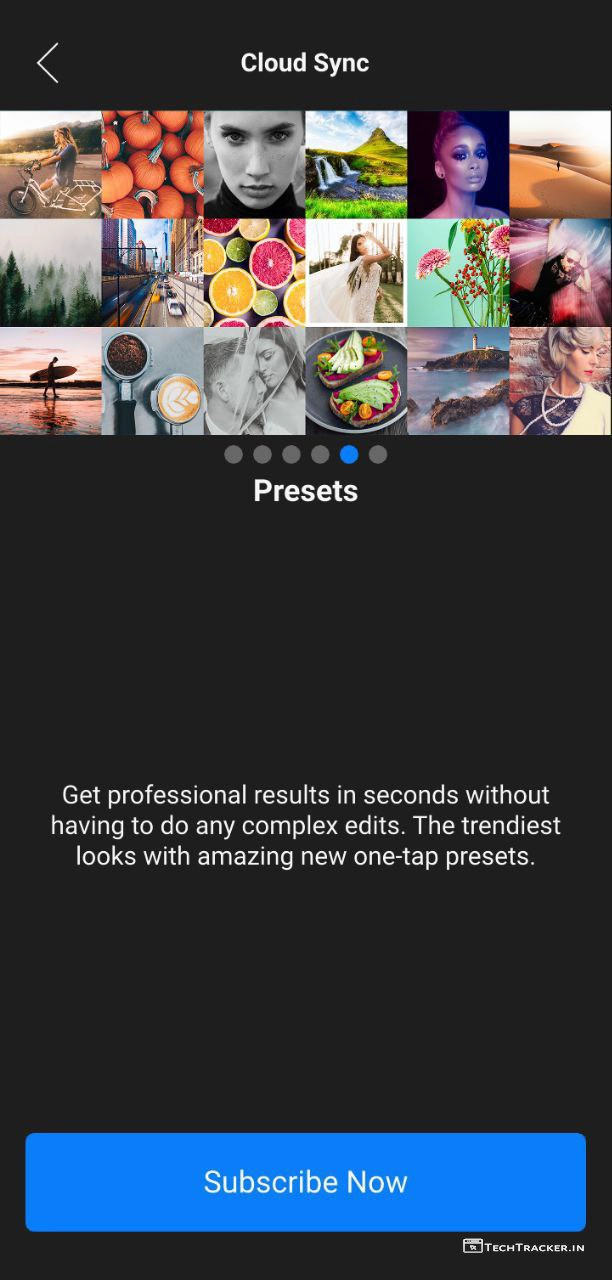 Cloud Sync
Presets
Get professional results in seconds without
having to do any complex edits. The trendiest
looks with amazing new one-tap presets.
Subscribe Now
TechTracker.in